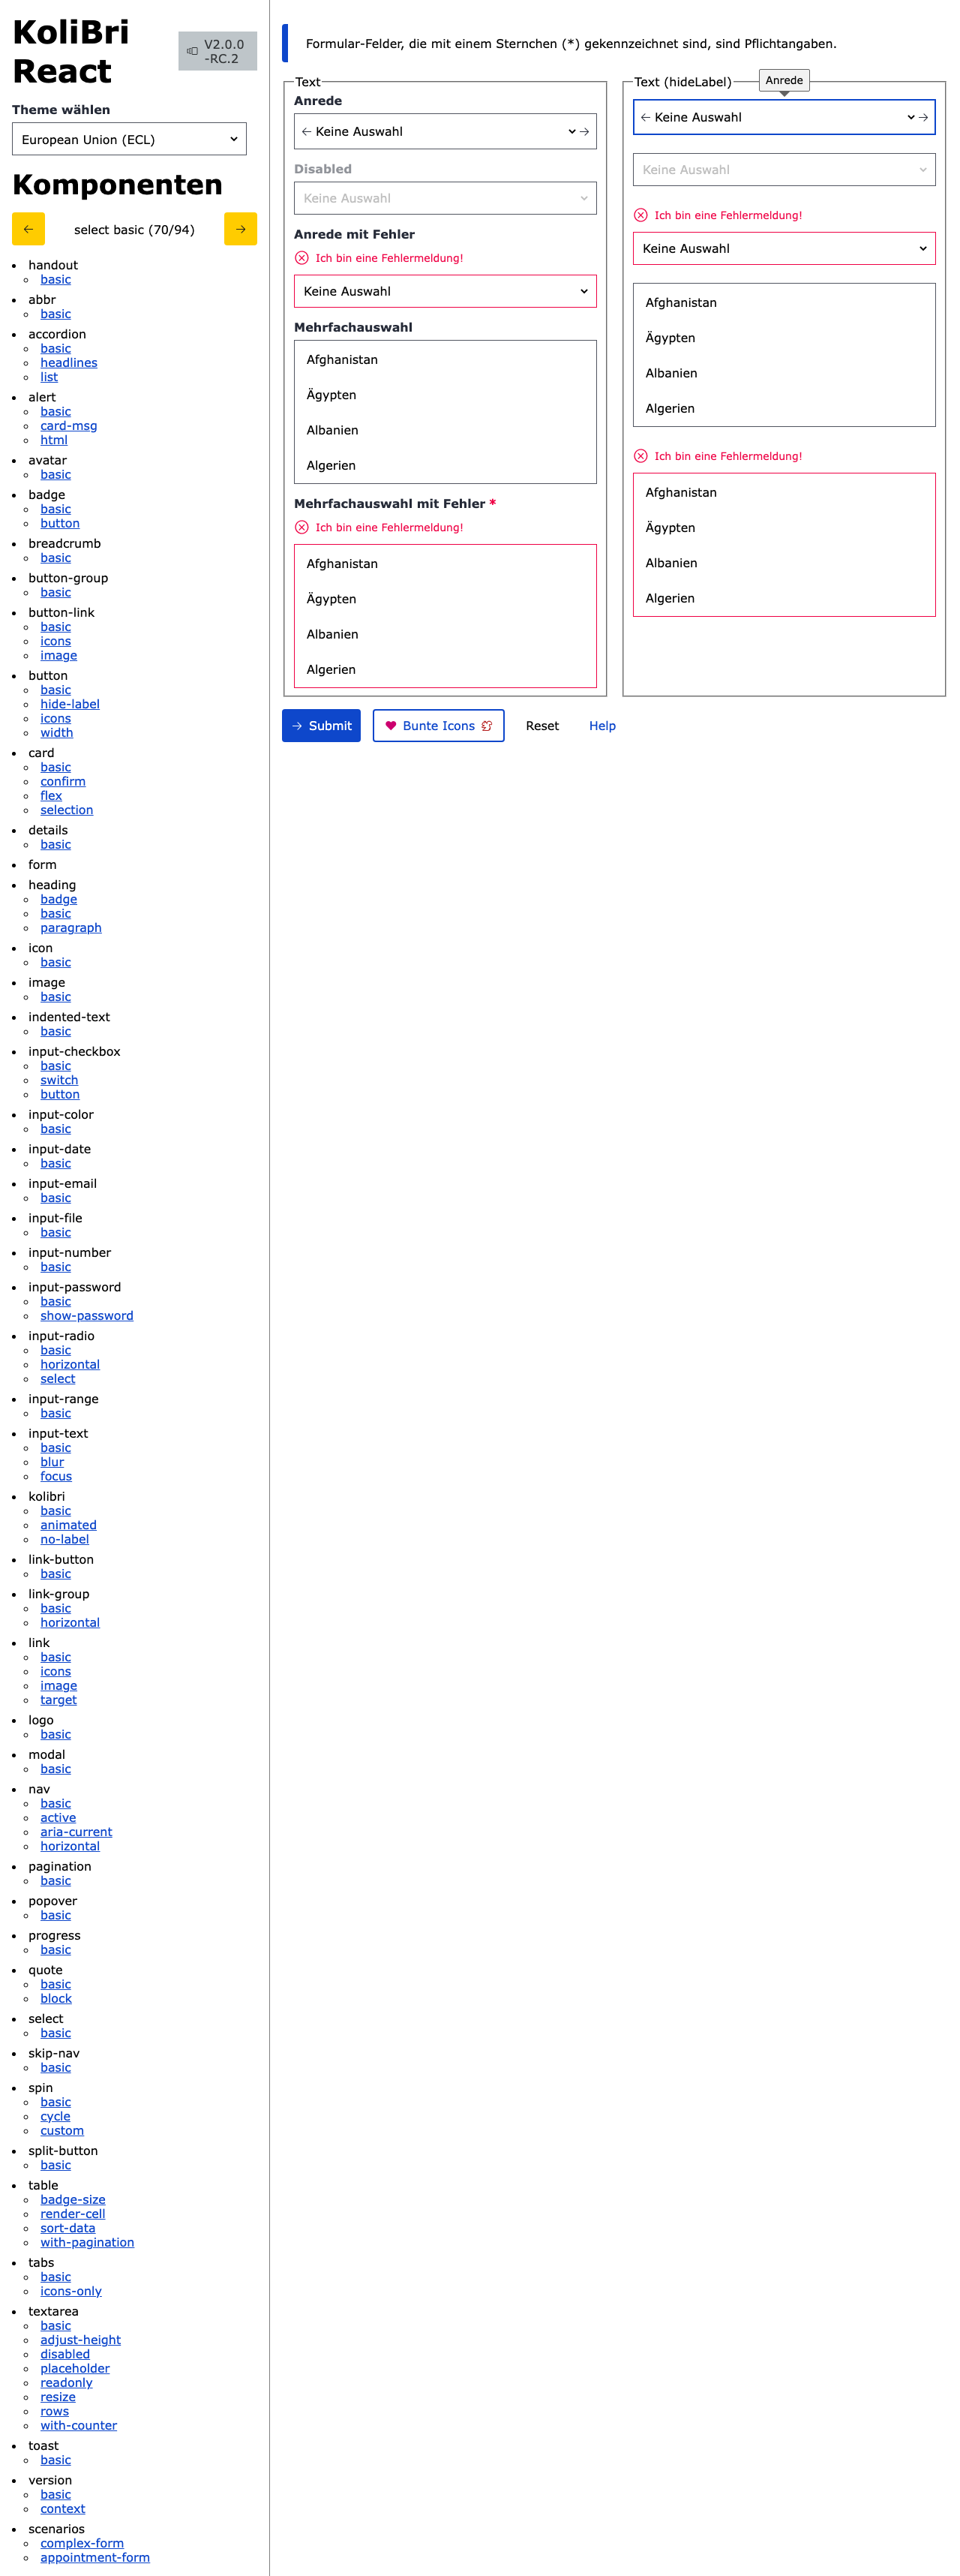 KoliBri
React
V2.0.0
-RC.2
Theme wählen
European Union (ECL)
Komponenten
select basic (70/94)
handout
basic
abbr
basic
accordion
basic
headlines
list
alert
basic
card-msg
html
avatar
basic
badge
basic
button
breadcrumb
basic
button-group
basic
button-link
basic
icons
image
button
basic
hide-label
icons
width
card
basic
confirm
flex
selection
details
basic
form
heading
badge
basic
paragraph
icon
basic
image
basic
indented-text
basic
input-checkbox
basic
switch
button
input-color
basic
input-date
basic
input-email
basic
input-file
basic
input-number
basic
input-password
basic
show-password
input-radio
basic
horizontal
select
input-range
basic
input-text
basic
blur
focus
kolibri
basic
animated
no-label
link-button
basic
link-group
basic
horizontal
link
basic
icons
image
target
logo
basic
modal
basic
nav
basic
active
aria-current
horizontal
pagination
basic
popover
basic
progress
basic
quote
basic
block
select
basic
skip-nav
basic
spin
basic
cycle
custom
split-button
basic
table
badge-size
render-cell
sort-data
with-pagination
tabs
basic
icons-only
textarea
basic
adjust-height
disabled
placeholder
readonly
resize
rows
with-counter
toast
basic
version
basic
context
scenarios
complex-form
appointment-form
Formular-Felder, die mit einem Sternchen (*) gekennzeichnet sind, sind Pflichtangaben.
Text
Anrede
Keine Auswahl
Disabled
Keine Auswahl
Anrede mit Fehler
Ich bin eine Fehlermeldung!
Keine Auswahl
Mehrfachauswahl
Afghanistan
Ägypten
Albanien
Algerien
Mehrfachauswahl mit Fehler *
Ich bin eine Fehlermeldung!
Afghanistan
Ägypten
Albanien
Algerien
Text (hideLabel)
Anrede
Keine Auswahl
Keine Auswahl
Ich bin eine Fehlermeldung!
Keine Auswahl
Afghanistan
Ägypten
Albanien
Algerien
Ich bin eine Fehlermeldung!
Afghanistan
Ägypten
Albanien
Algerien
Submit
Bunte Icons
Reset
Help